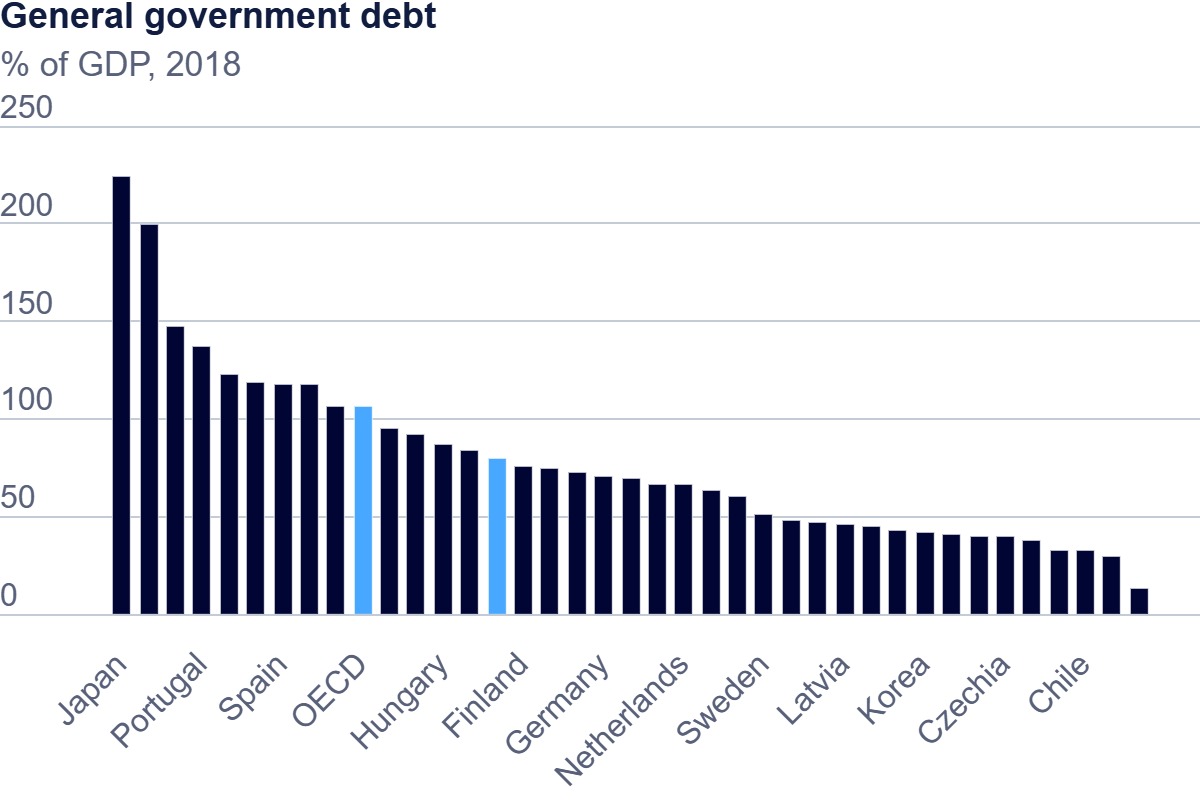 General government debt
% of GDP, 2018
250
200
150
100
50
0
Japan
Portugal
Spain
OECD
Hungary
Finland
Germany
Netherlands
Sweden
Latvia
Korea
Czechia
Chile